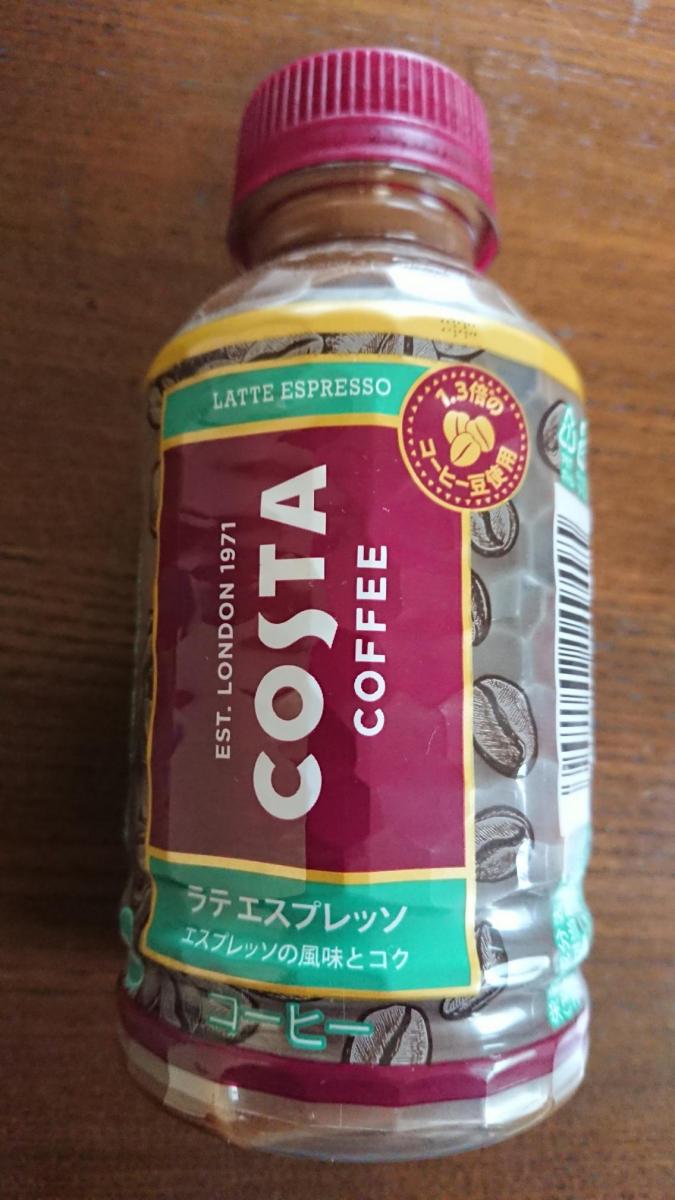 LATTE ESPRESSO
1.3倍の
コーヒー豆使用
EST. LONDON 1971
COSTA
COFFEE
ラテエスプレッソ
エスプレッソの風味とコク
コーヒー